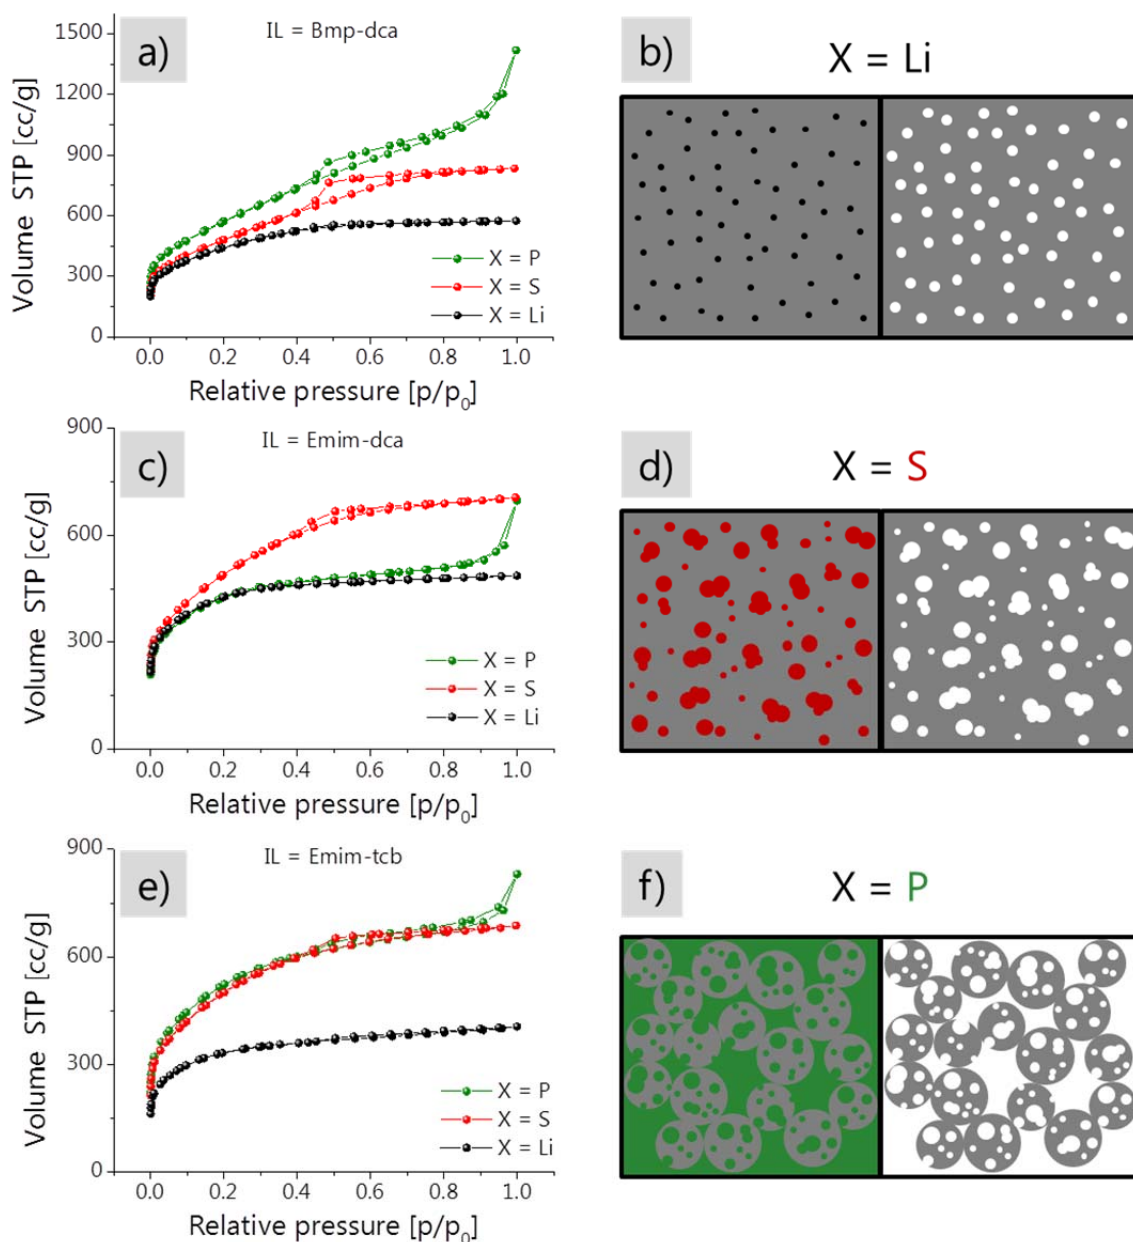 a)
IL = Bmp-dca
1500
1200
900
600
300
0
Volume STP [cc/g]
X = P
X = S
X = Li
0.0 0.2 0.4 0.6 0.8 1.0
Relative pressure [p/p0]
b)
X = Li
c)
IL = Emim-dca
900
600
300
0
Volume STP [cc/g]
X = P
X = S
X = Li
0.0 0.2 0.4 0.6 0.8 1.0
Relative pressure [p/p0]
d)
X = S
e)
IL = Emim-tcb
900
600
300
0
Volume STP [cc/g]
X = P
X = S
X = Li
0.0 0.2 0.4 0.6 0.8 1.0
Relative pressure [p/p0]
f)
X = P